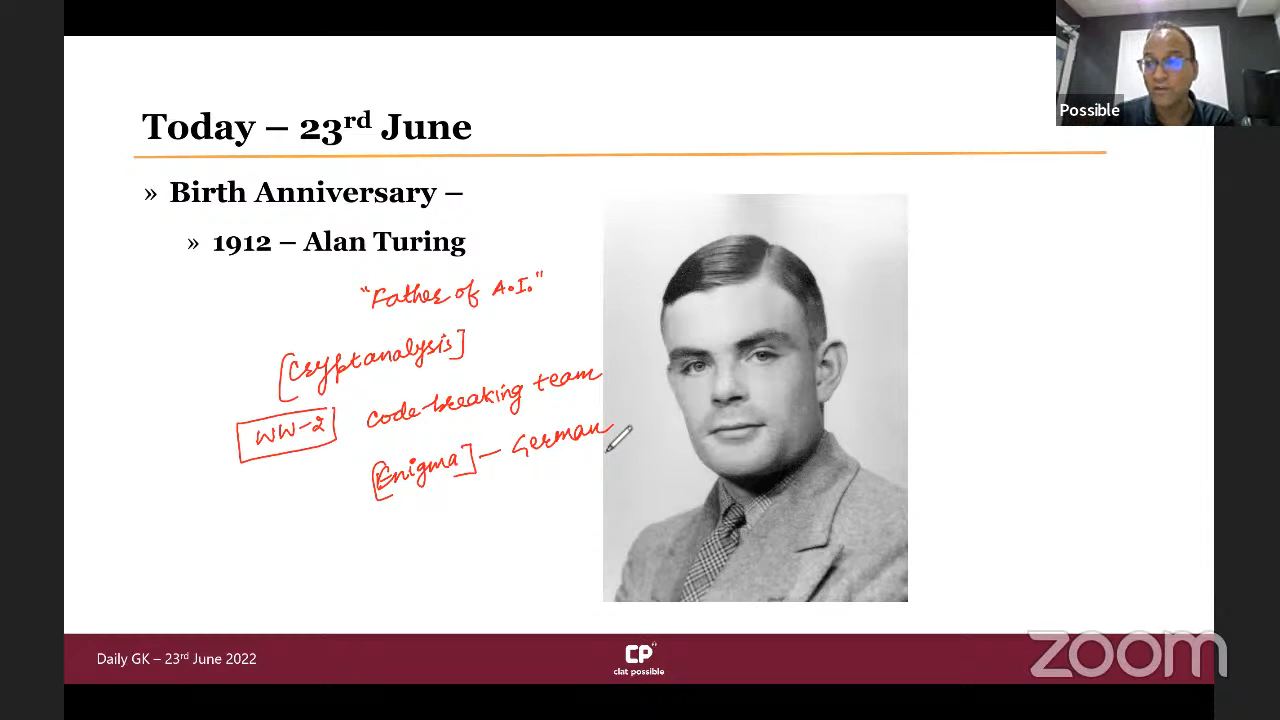 Possible
Today – 23rd June
» Birth Anniversary –
» 1912 – Alan Turing
"Father of A.I."
[Cryptanalysis]
WW-2 code-breaking team
[Enigma] – German
Daily GK – 23rd June 2022
CP
clat possible
zoom